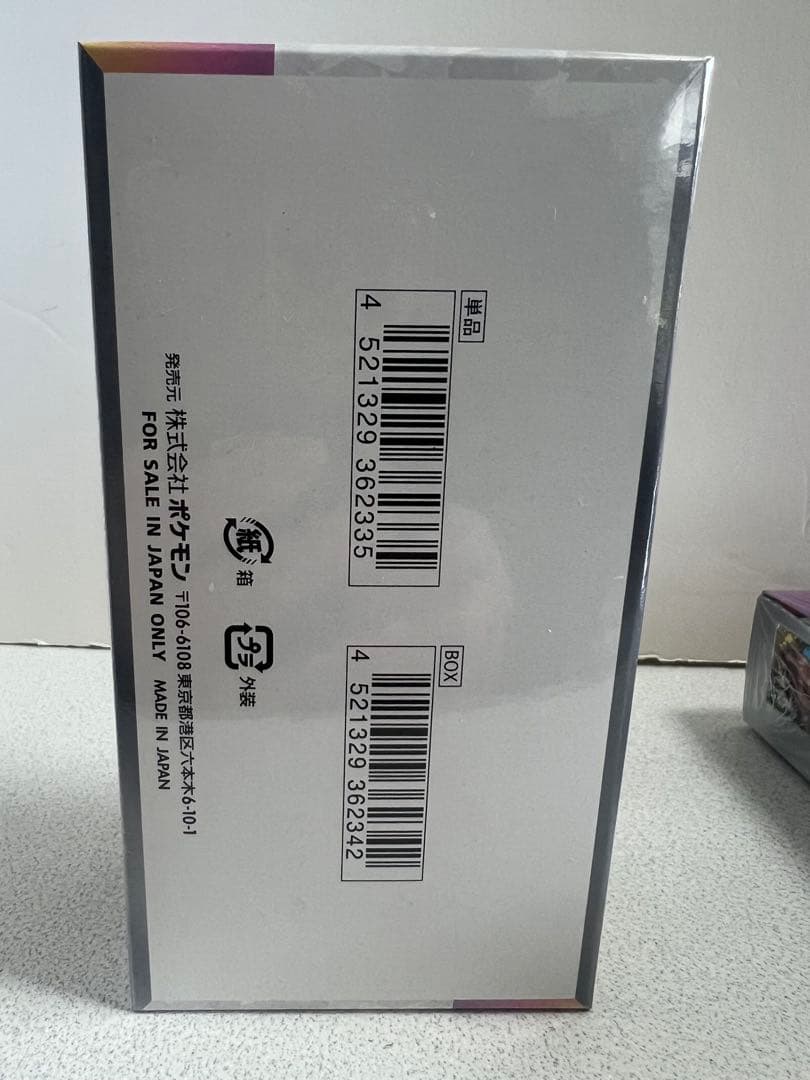 単品
4 521329 362335
BOX
4 521329 362342
紙 箱
プラ 外装
発売元 株式会社 ポケモン 〒106-6108 東京都港区六本木6-10-1
FOR SALE IN JAPAN ONLY MADE IN JAPAN